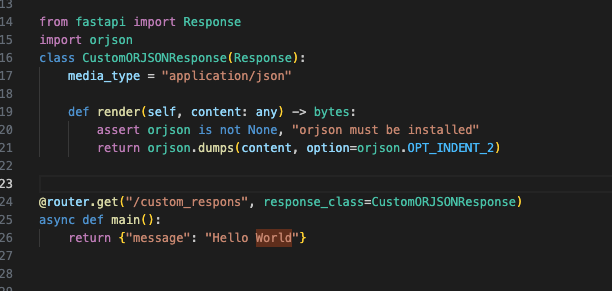 13
14 from fastapi import Response
15 import orjson
16 class CustomORJSONResponse(Response):
17     media_type = "application/json"
18
19     def render(self, content: any) -> bytes:
20         assert orjson is not None, "orjson must be installed"
21         return orjson.dumps(content, option=orjson.OPT_INDENT_2)
22
23
24 @router.get("/custom_respons", response_class=CustomORJSONResponse)
25 async def main():
26     return {"message": "Hello World"}
27
28
29